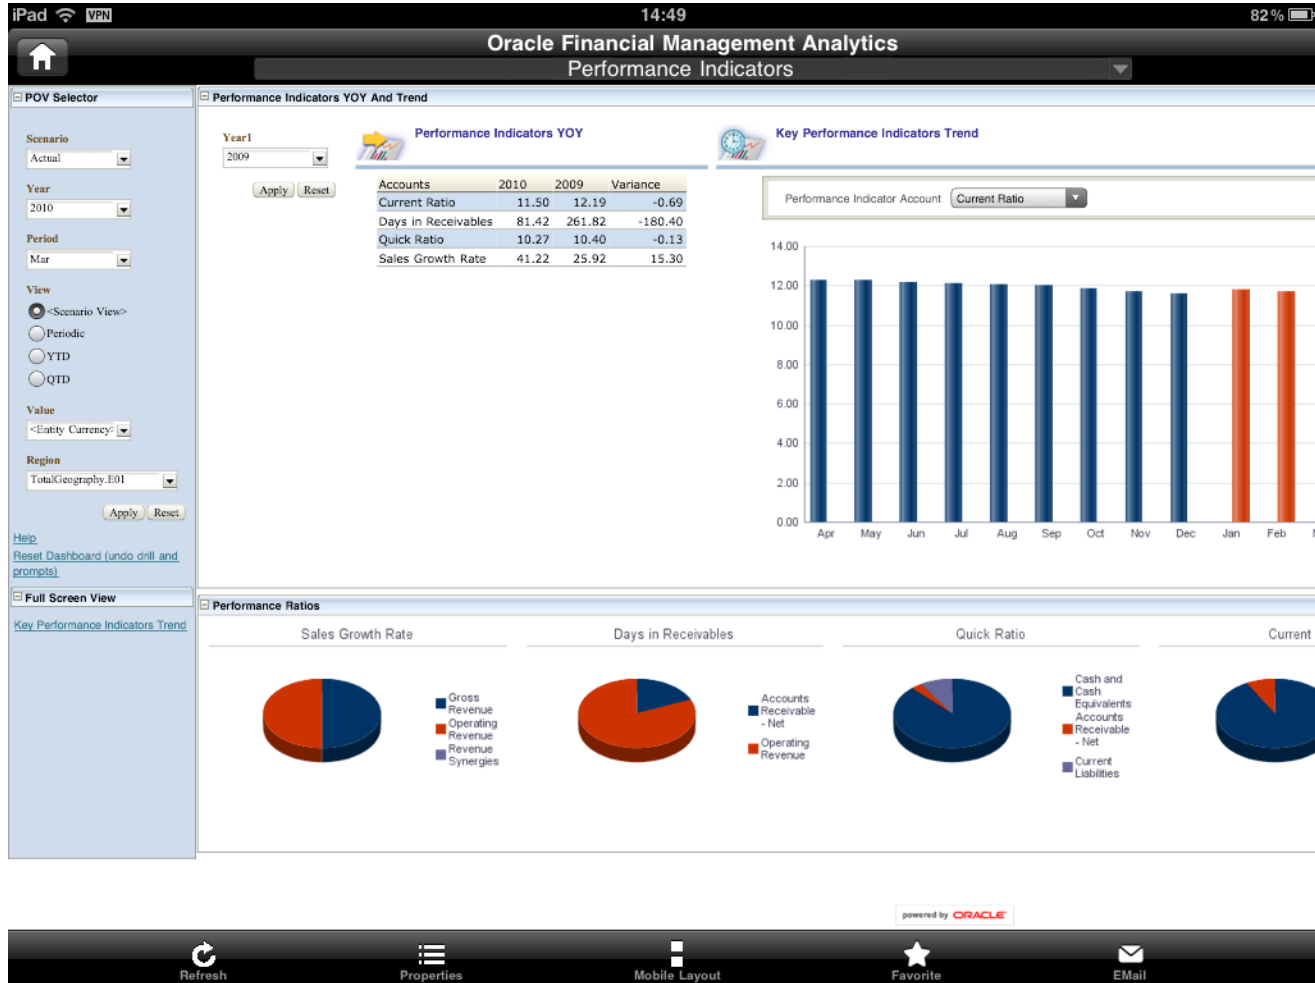 iPad VPN 14:49 82%
Oracle Financial Management Analytics
Performance Indicators
POV Selector
Scenario
Actual
Year
2010
Period
Mar
View
<Scenario View>
Periodic
YTD
QTD
Value
<Entity Currency>
Region
TotalGeography.E01
Apply Reset
Help
Reset Dashboard (undo drill and
prompts)
Full Screen View
Key Performance Indicators Trend
Performance Indicators YOY And Trend
Year1
2009
Apply Reset
Performance Indicators YOY
Accounts 2010 2009 Variance
Current Ratio 11.50 12.19 -0.69
Days in Receivables 81.42 261.82 -180.40
Quick Ratio 10.27 10.40 -0.13
Sales Growth Rate 41.22 25.92 15.30
Key Performance Indicators Trend
Performance Indicator Account Current Ratio
14.00
12.00
10.00
8.00
6.00
4.00
2.00
0.00
Apr May Jun Jul Aug Sep Oct Nov Dec Jan Feb
Performance Ratios
Sales Growth Rate
Gross
Revenue
Operating
Revenue
Revenue
Synergies
Days in Receivables
Accounts
Receivable
- Net
Operating
Revenue
Quick Ratio
Cash and
Cash
Equivalents
Accounts
Receivable
- Net
Current
Liabilities
Current
powered by ORACLE
Refresh Properties Mobile Layout Favorite EMail